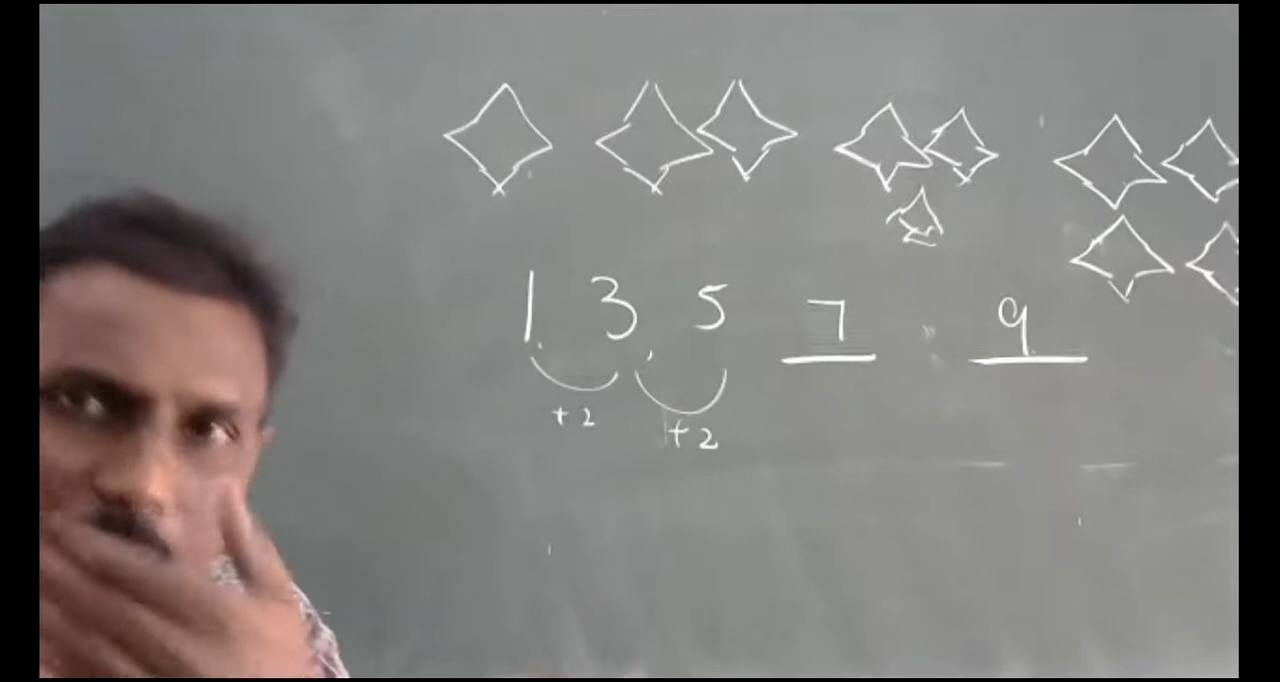 1, 3, 5 7, 9
+2 +2